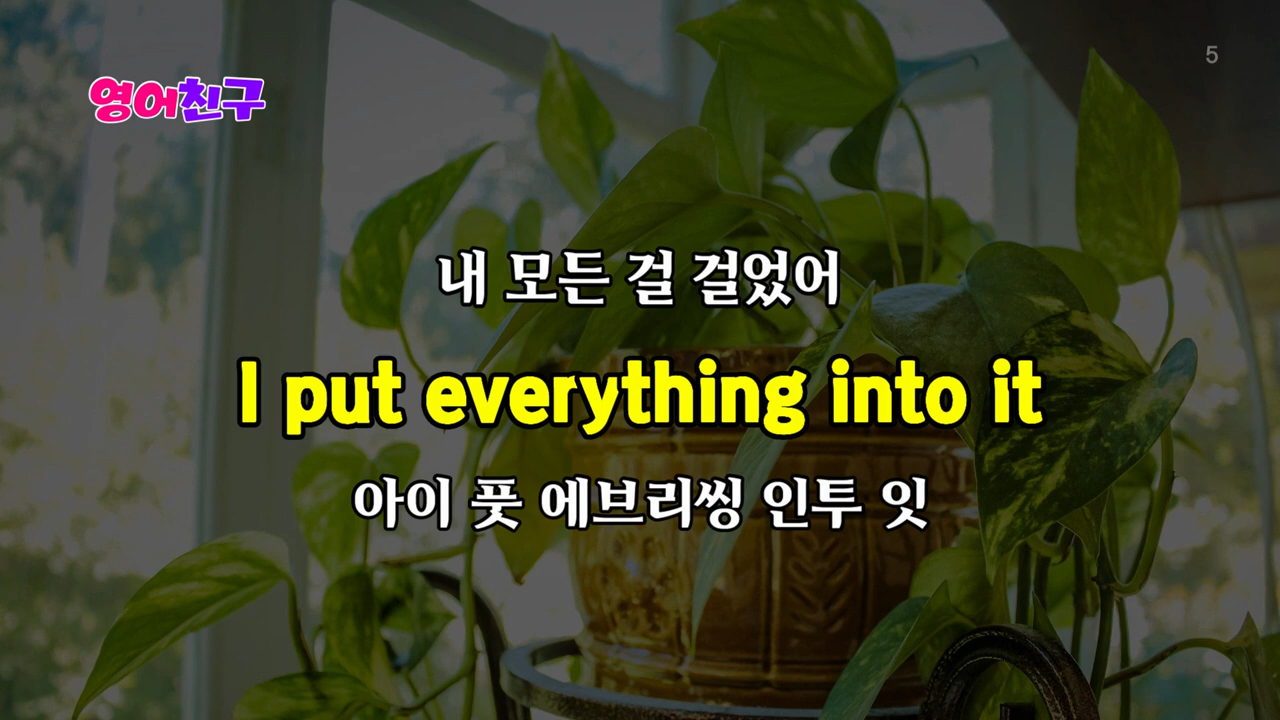 5
영어친구
내 모든 걸 걸었어
I put everything into it
아이 풋 에브리씽 인투 잇